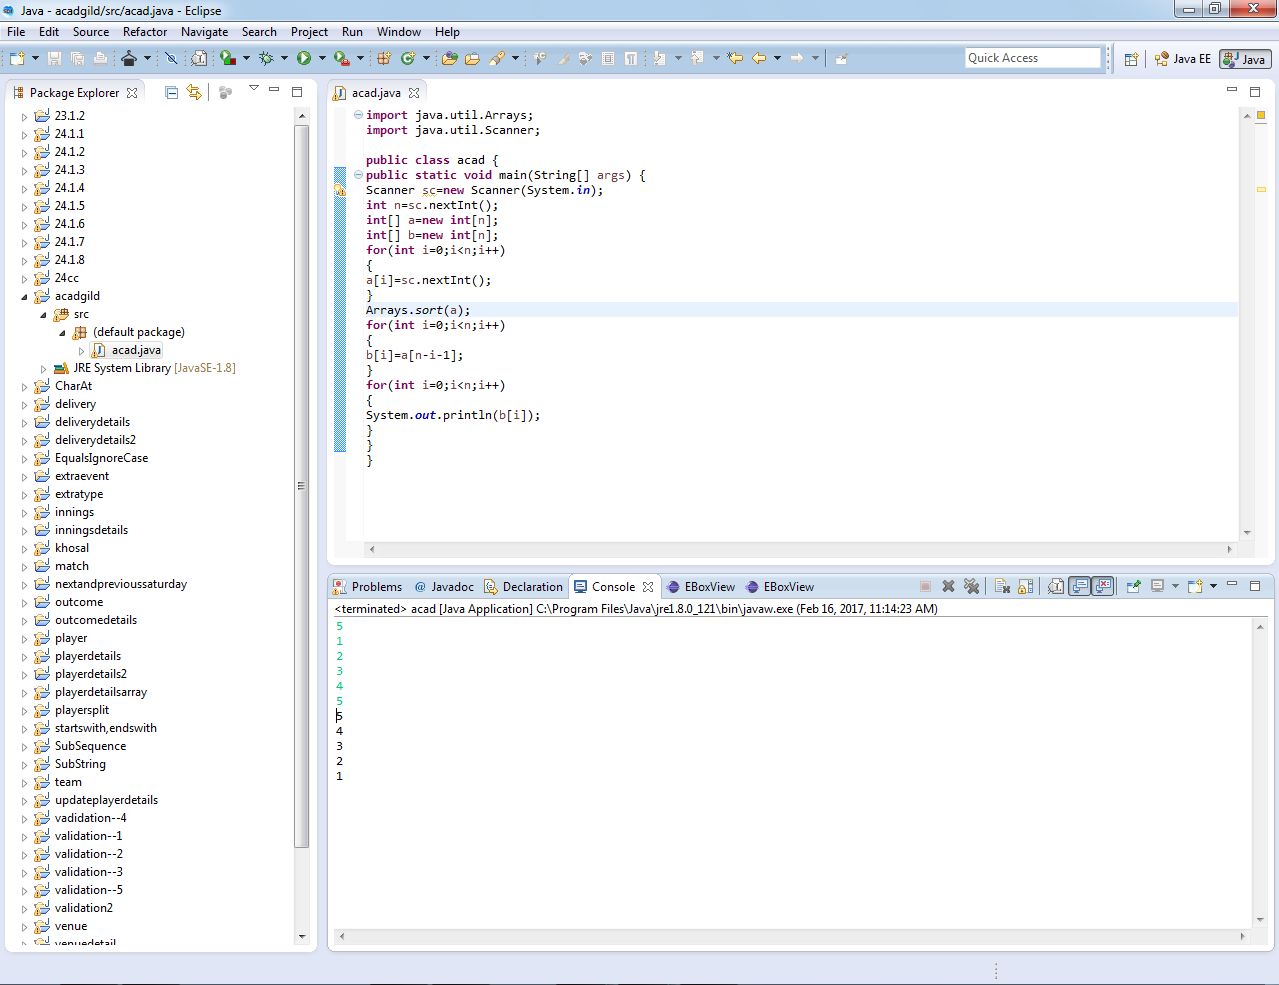 Java - acadgild/src/acad.java - Eclipse
File Edit Source Refactor Navigate Search Project Run Window Help
Quick Access
Java EE
Java
Package Explorer
23.1.2
24.1.1
24.1.2
24.1.3
24.1.4
24.1.5
24.1.6
24.1.7
24.1.8
24cc
acadgild
src
(default package)
acad.java
JRE System Library [JavaSE-1.8]
CharAt
delivery
deliverydetails
deliverydetails2
EqualsIgnoreCase
extraevent
extratype
innings
inningsdetails
khosal
match
nextandprevioussaturday
outcome
outcomedetails
player
playerdetails
playerdetails2
playerdetailsarray
playersplit
startswith,endswith
SubSequence
SubString
team
updateplayerdetails
vadidation--4
validation--1
validation--2
validation--3
validation--5
validation2
venue
venuedetail
acad.java
import java.util.Arrays;
import java.util.Scanner;
public class acad {
public static void main(String[] args) {
Scanner sc=new Scanner(System.in);
int n=sc.nextInt();
int[] a=new int[n];
int[] b=new int[n];
for(int i=0;i<n;i++)
{
a[i]=sc.nextInt();
}
Arrays.sort(a);
for(int i=0;i<n;i++)
{
b[i]=a[n-i-1];
}
for(int i=0;i<n;i++)
{
System.out.println(b[i]);
}
}
}
Problems @ Javadoc Declaration Console EBoxView EBoxView
<terminated> acad [Java Application] C:\Program Files\Java\jre1.8.0_121\bin\javaw.exe (Feb 16, 2017, 11:14:23 AM)
5
1
2
3
4
5
5
4
3
2
1